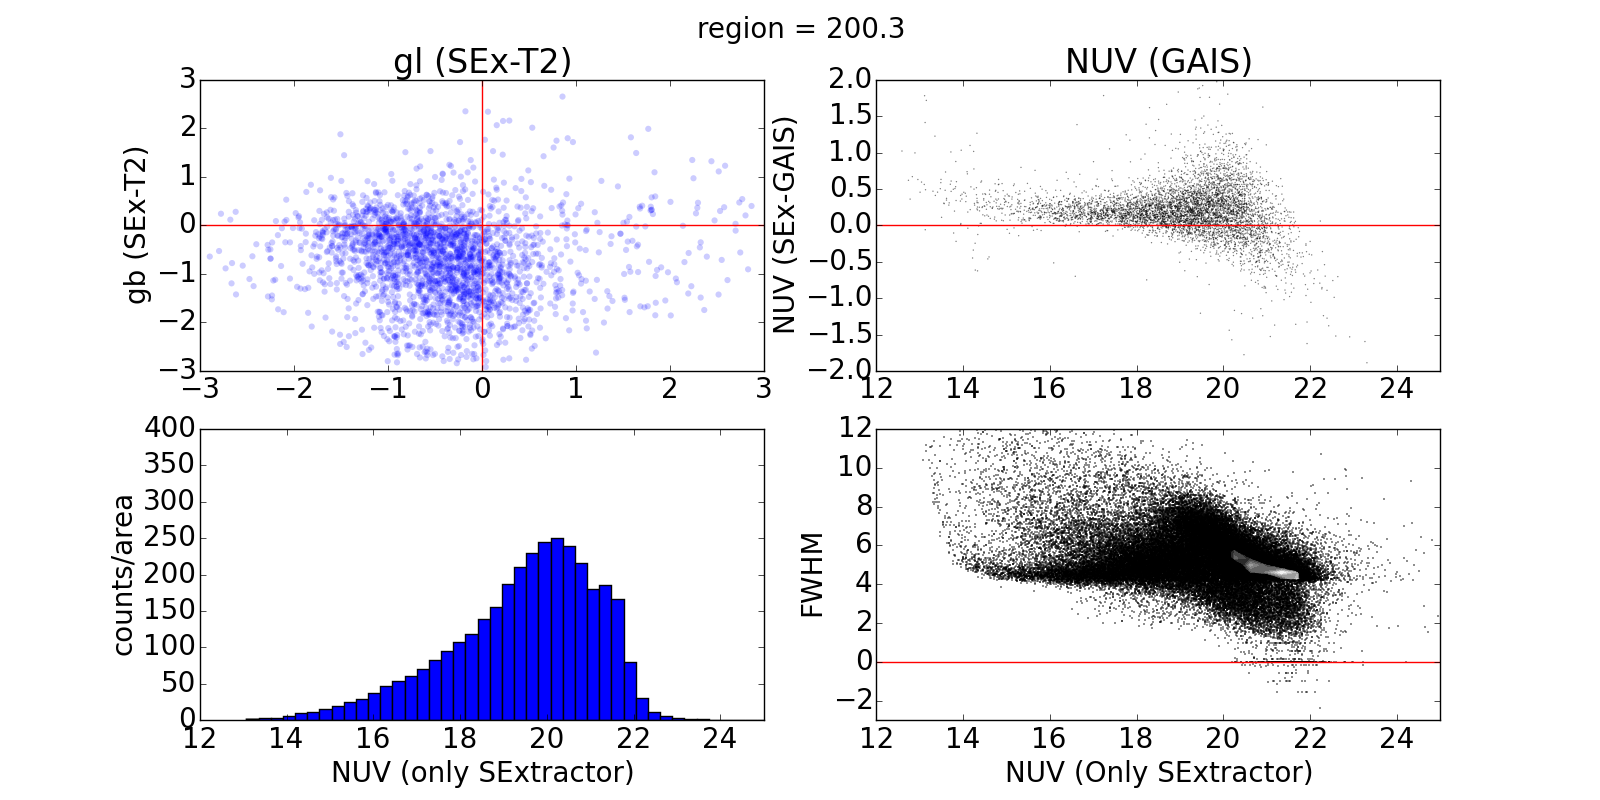 region = 200.3
gl (SEx-T2)
NUV (GAIS)
gb (SEx-T2)
3
2
1
0
−1
−2
−3
−3 −2 −1 0 1 2 3
NUV (SEx-GAIS)
2.0
1.5
1.0
0.5
0.0
−0.5
−1.0
−1.5
−2.0
12 14 16 18 20 22 24
counts/area
400
350
300
250
200
150
100
50
0
12 14 16 18 20 22 24
NUV (only SExtractor)
FWHM
12
10
8
6
4
2
0
−2
12 14 16 18 20 22 24
NUV (Only SExtractor)